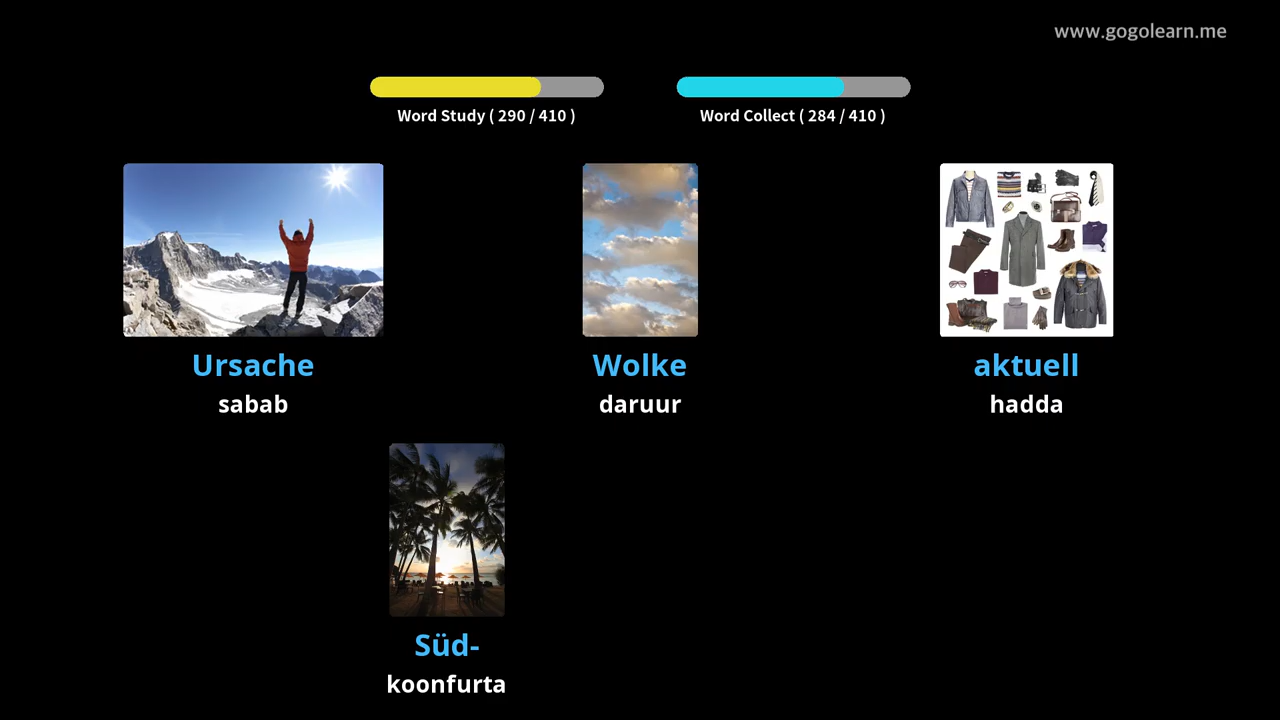 www.gogolearn.me
Word Study ( 290 / 410 )
Word Collect ( 284 / 410 )
Ursache
sabab
Wolke
daruur
aktuell
hadda
Süd-
koonfurta